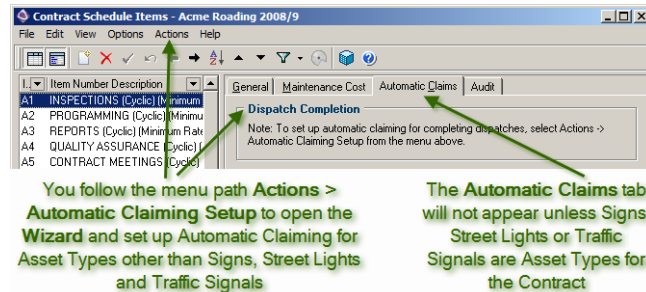 Contract Schedule Items - Acme Roading 2008/9
File Edit View Options Actions Help
I... Item Number Description
General Maintenance Cost Automatic Claims Audit
A1 INSPECTIONS (Cyclic) (Minimum
A2 PROGRAMMING (Cyclic) (Minimu
A3 REPORTS (Cyclic) (Minimum Rate
A4 QUALITY ASSURANCE (Cyclic) (
A5 CONTRACT MEETINGS (Cyclic)
Dispatch Completion
Note: To set up automatic claiming for completing dispatches, select Actions ->
Automatic Claiming Setup from the menu above.
You follow the menu path Actions >
Automatic Claiming Setup to open the
Wizard and set up Automatic Claiming for
Asset Types other than Signs, Street Lights
and Traffic Signals
The Automatic Claims tab
will not appear unless Signs
Street Lights or Traffic
Signals are Asset Types for
the Contract